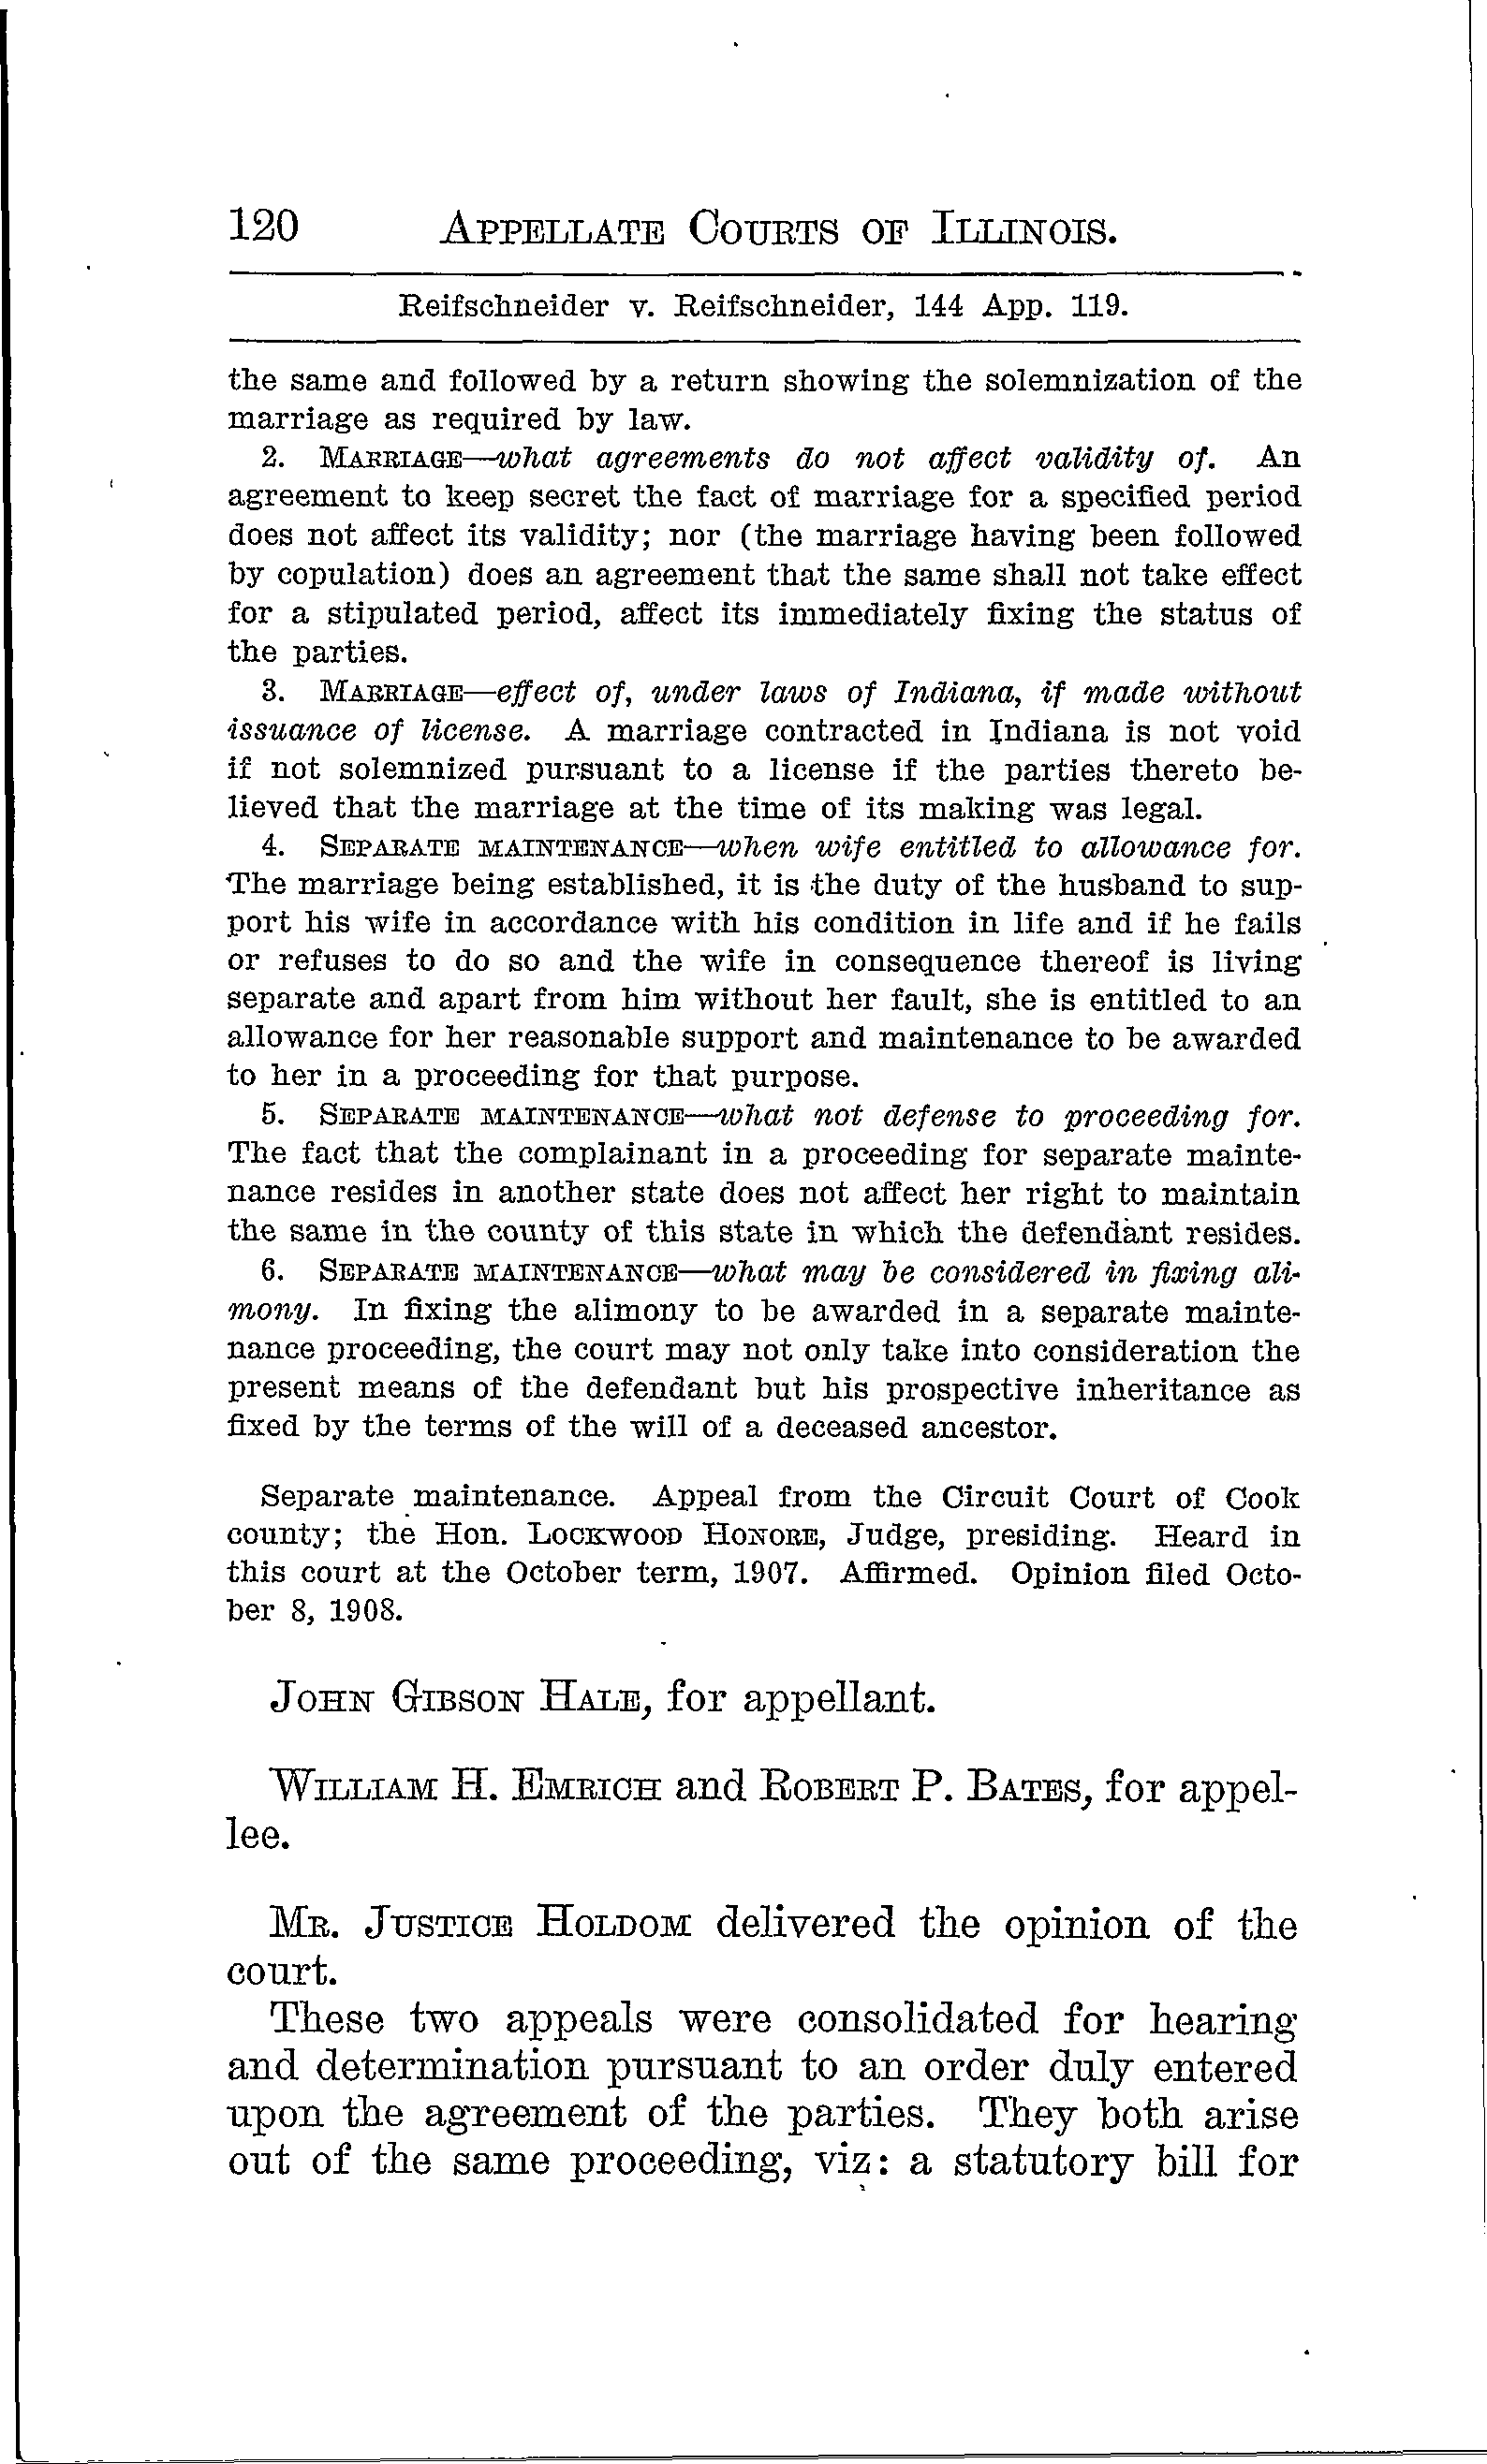 120 APPELLATE COURTS OF ILLINOIS.
Reifschneider v. Reifschneider, 144 App. 119.
the same and followed by a return showing the solemnization of the
marriage as required by law.
2. MARRIAGE—what agreements do not affect validity of. An
agreement to keep secret the fact of marriage for a specified period
does not affect its validity; nor (the marriage having been followed
by copulation) does an agreement that the same shall not take effect
for a stipulated period, affect its immediately fixing the status of
the parties.
3. MARRIAGE—effect of, under laws of Indiana, if made without
issuance of license. A marriage contracted in Indiana is not void
if not solemnized pursuant to a license if the parties thereto be-
lieved that the marriage at the time of its making was legal.
4. SEPARATE MAINTENANCE—when wife entitled to allowance for.
The marriage being established, it is the duty of the husband to sup-
port his wife in accordance with his condition in life and if he fails
or refuses to do so and the wife in consequence thereof is living
separate and apart from him without her fault, she is entitled to an
allowance for her reasonable support and maintenance to be awarded
to her in a proceeding for that purpose.
5. SEPARATE MAINTENANCE—what not defense to proceeding for.
The fact that the complainant in a proceeding for separate mainte-
nance resides in another state does not affect her right to maintain
the same in the county of this state in which the defendant resides.
6. SEPARATE MAINTENANCE—what may be considered in fixing ali-
mony. In fixing the alimony to be awarded in a separate mainte-
nance proceeding, the court may not only take into consideration the
present means of the defendant but his prospective inheritance as
fixed by the terms of the will of a deceased ancestor.
Separate maintenance. Appeal from the Circuit Court of Cook
county; the Hon. LOCKWOOD HONORE, Judge, presiding. Heard in
this court at the October term, 1907. Affirmed. Opinion filed Octo-
ber 8, 1908.
JOHN GIBSON HALE, for appellant.
WILLIAM H. EMRICH and ROBERT P. BATES, for appel-
lee.
MR. JUSTICE HOLDOM delivered the opinion of the
court.
These two appeals were consolidated for hearing
and determination pursuant to an order duly entered
upon the agreement of the parties. They both arise
out of the same proceeding, viz: a statutory bill for